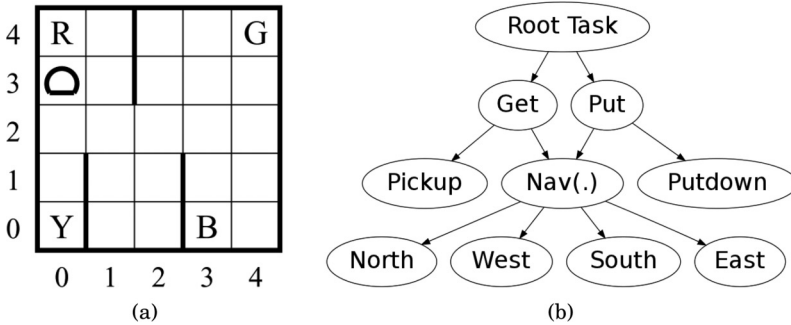 4 R G
3
2
1
0 Y B
0 1 2 3 4
(a)
Root Task
Get Put
Pickup Nav(.) Putdown
North West South East
(b)